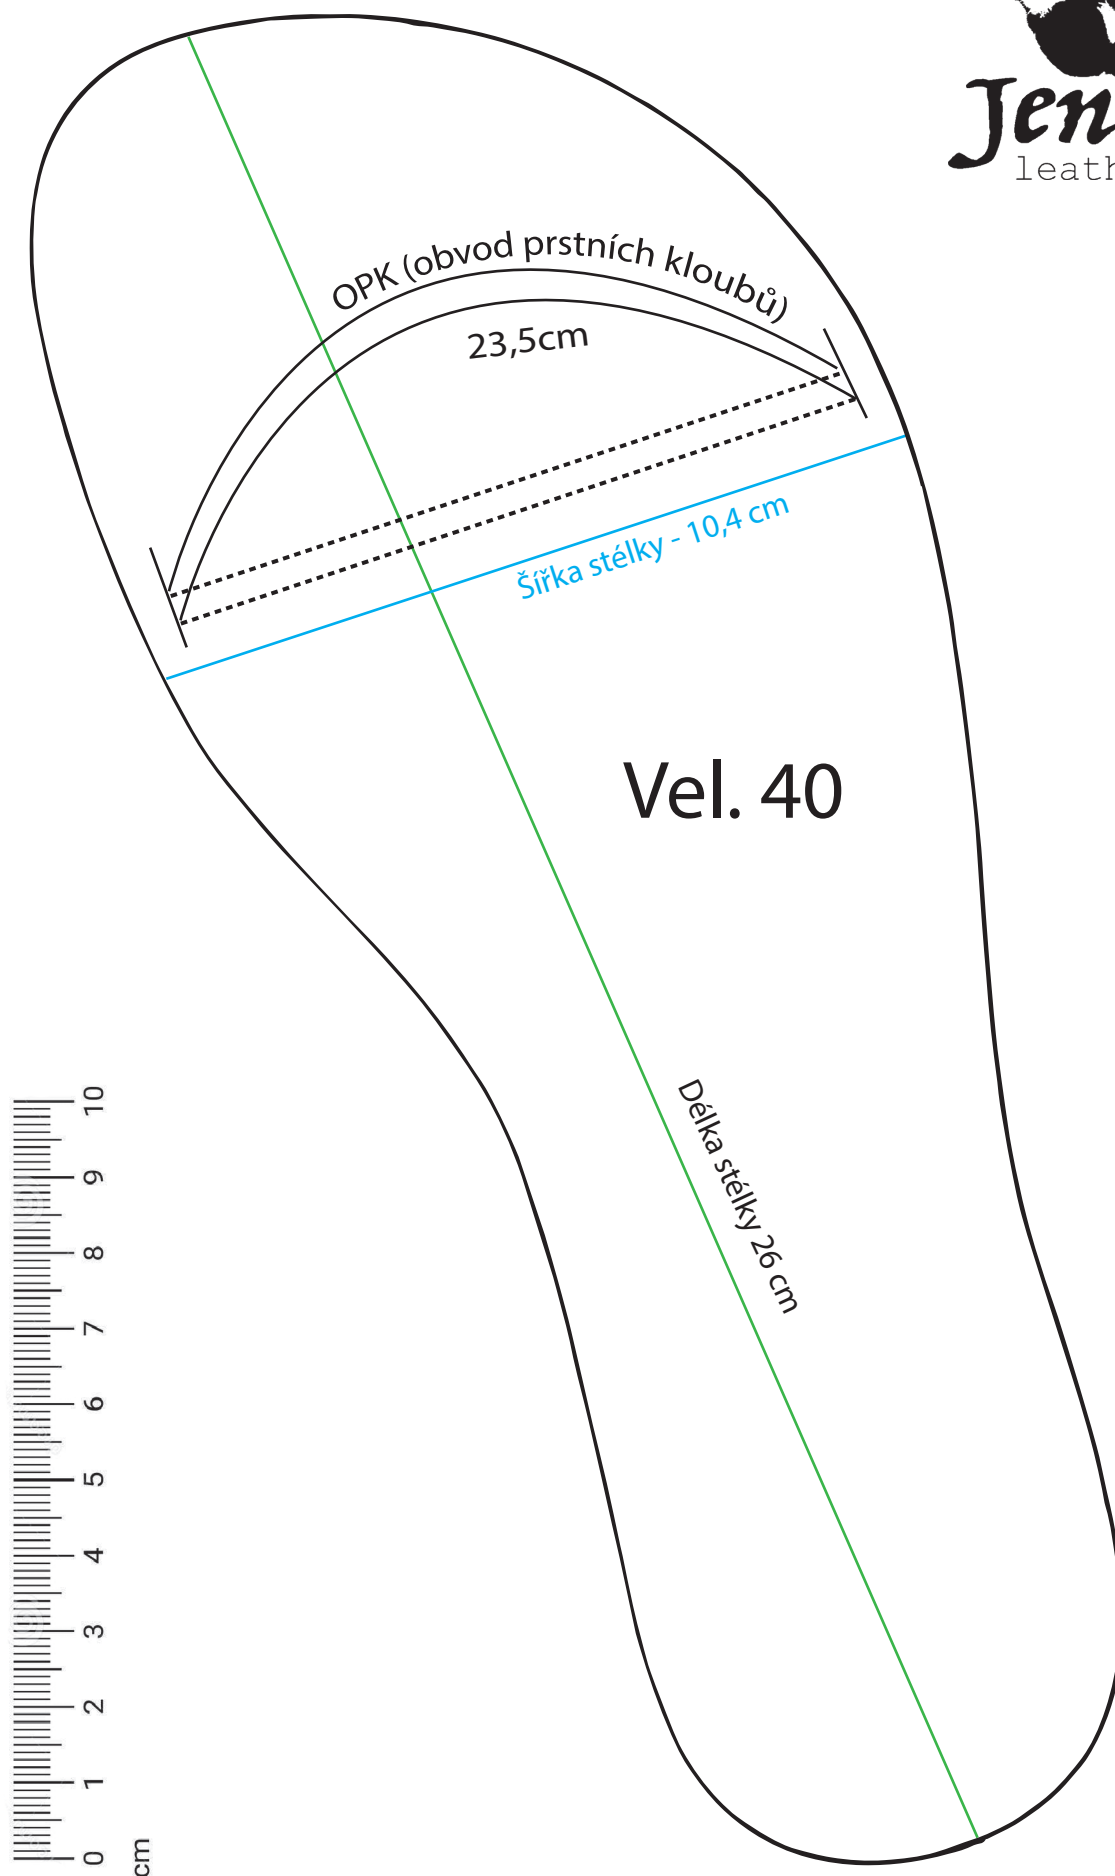 Jen
leath
OPK (obvod prstních kloubů)
23,5cm
Šířka stélky - 10,4 cm
Vel. 40
Délka stélky 26 cm
10
9
8
7
6
5
4
3
2
1
0
cm